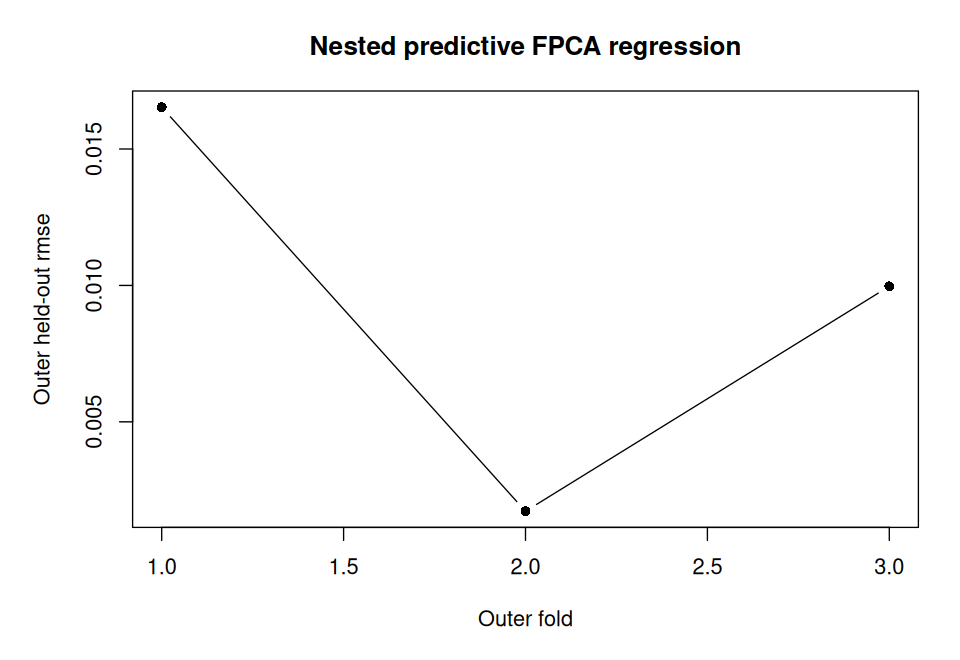 Nested predictive FPCA regression
Outer held-out rmse
0.015
0.010
0.005
1.0 1.5 2.0 2.5 3.0
Outer fold